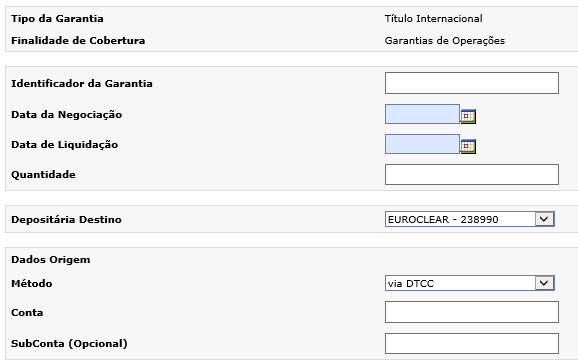 Tipo da Garantia Título Internacional
Finalidade de Cobertura Garantias de Operações
Identificador da Garantia
Data da Negociação
Data de Liquidação
Quantidade
Depositária Destino EUROCLEAR - 238990
Dados Origem
Método via DTCC
Conta
SubConta (Opcional)